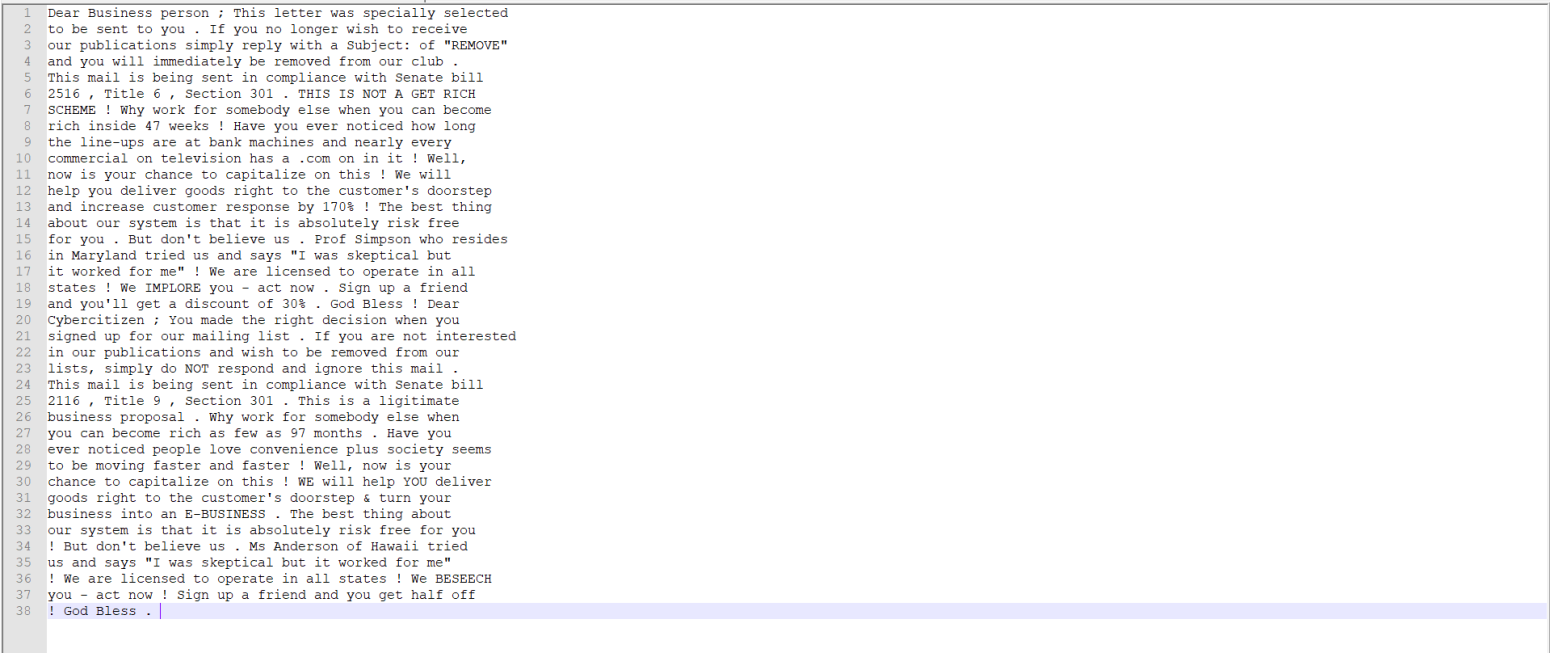 1 Dear Business person ; This letter was specially selected
2 to be sent to you . If you no longer wish to receive
3 our publications simply reply with a Subject: of "REMOVE"
4 and you will immediately be removed from our club .
5 This mail is being sent in compliance with Senate bill
6 2516 , Title 6 , Section 301 . THIS IS NOT A GET RICH
7 SCHEME ! Why work for somebody else when you can become
8 rich inside 47 weeks ! Have you ever noticed how long
9 the line-ups are at bank machines and nearly every
10 commercial on television has a .com on in it ! Well,
11 now is your chance to capitalize on this ! We will
12 help you deliver goods right to the customer's doorstep
13 and increase customer response by 170% ! The best thing
14 about our system is that it is absolutely risk free
15 for you . But don't believe us . Prof Simpson who resides
16 in Maryland tried us and says "I was skeptical but
17 it worked for me" ! We are licensed to operate in all
18 states ! We IMPLORE you - act now . Sign up a friend
19 and you'll get a discount of 30% . God Bless ! Dear
20 Cybercitizen ; You made the right decision when you
21 signed up for our mailing list . If you are not interested
22 in our publications and wish to be removed from our
23 lists, simply do NOT respond and ignore this mail .
24 This mail is being sent in compliance with Senate bill
25 2116 , Title 9 , Section 301 . This is a ligitimate
26 business proposal . Why work for somebody else when
27 you can become rich as few as 97 months . Have you
28 ever noticed people love convenience plus society seems
29 to be moving faster and faster ! Well, now is your
30 chance to capitalize on this ! WE will help YOU deliver
31 goods right to the customer's doorstep & turn your
32 business into an E-BUSINESS . The best thing about
33 our system is that it is absolutely risk free for you
34 ! But don't believe us . Ms Anderson of Hawaii tried
35 us and says "I was skeptical but it worked for me"
36 ! We are licensed to operate in all states ! We BESEECH
37 you - act now ! Sign up a friend and you get half off
38 ! God Bless .